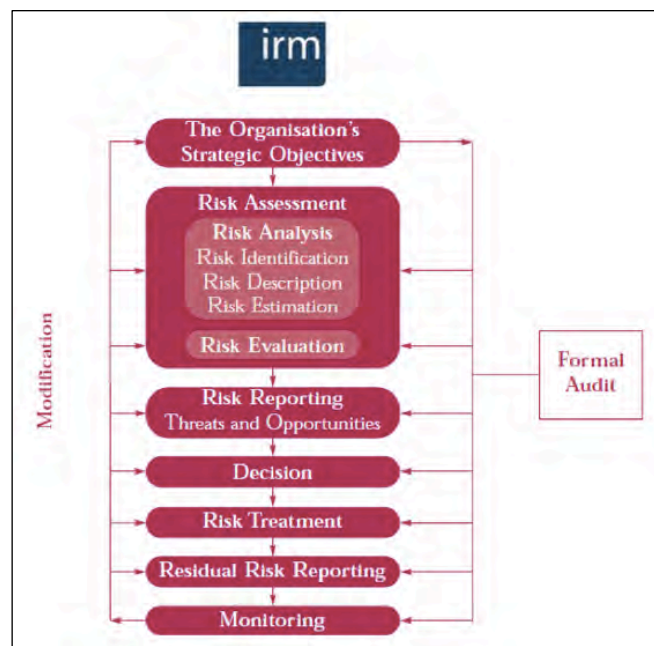 irm
The Organisation's
Strategic Objectives
Risk Assessment
Risk Analysis
Risk Identification
Risk Description
Risk Estimation
Risk Evaluation
Risk Reporting
Threats and Opportunities
Decision
Risk Treatment
Residual Risk Reporting
Monitoring
Modification
Formal
Audit